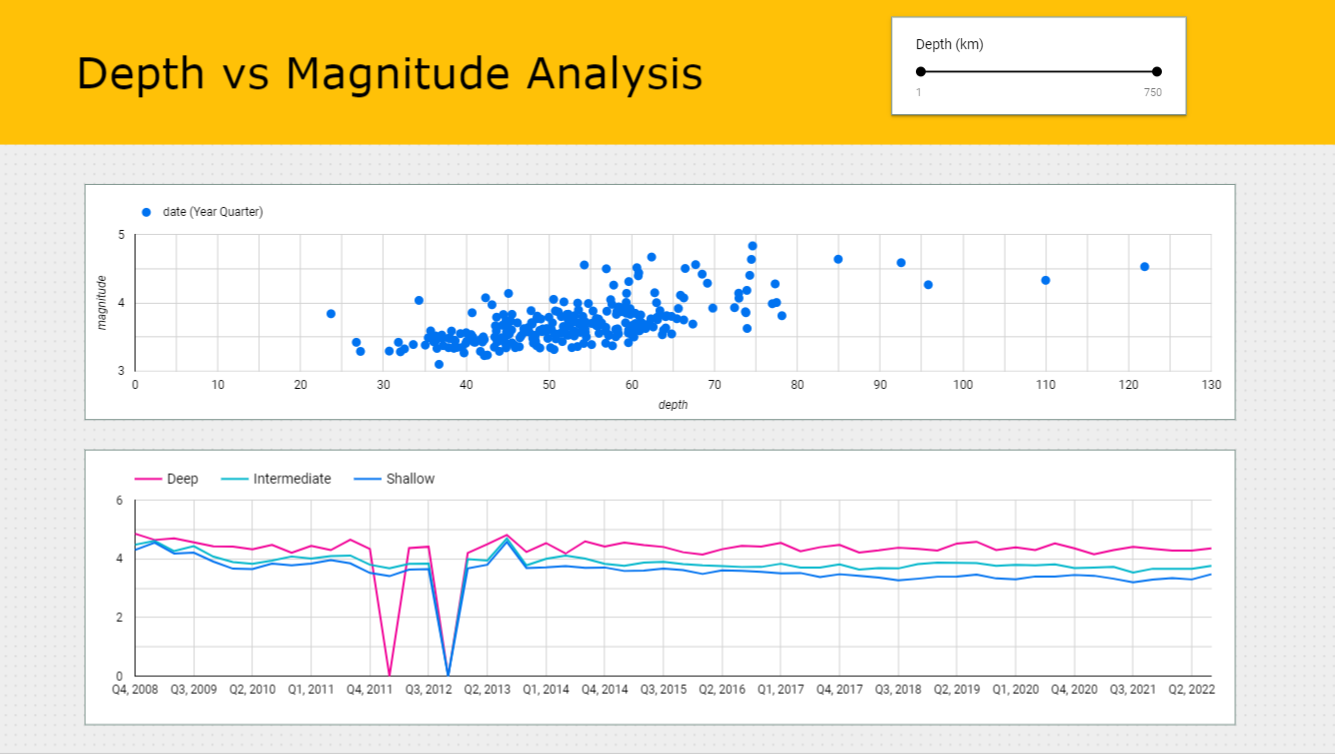 Depth vs Magnitude Analysis
Depth (km)
1 750
date (Year Quarter)
5
4
3
magnitude
0 10 20 30 40 50 60 70 80 90 100 110 120 130
depth
Deep Intermediate Shallow
6
4
2
0
Q4, 2008 Q3, 2009 Q2, 2010 Q1, 2011 Q4, 2011 Q3, 2012 Q2, 2013 Q1, 2014 Q4, 2014 Q3, 2015 Q2, 2016 Q1, 2017 Q4, 2017 Q3, 2018 Q2, 2019 Q1, 2020 Q4, 2020 Q3, 2021 Q2, 2022